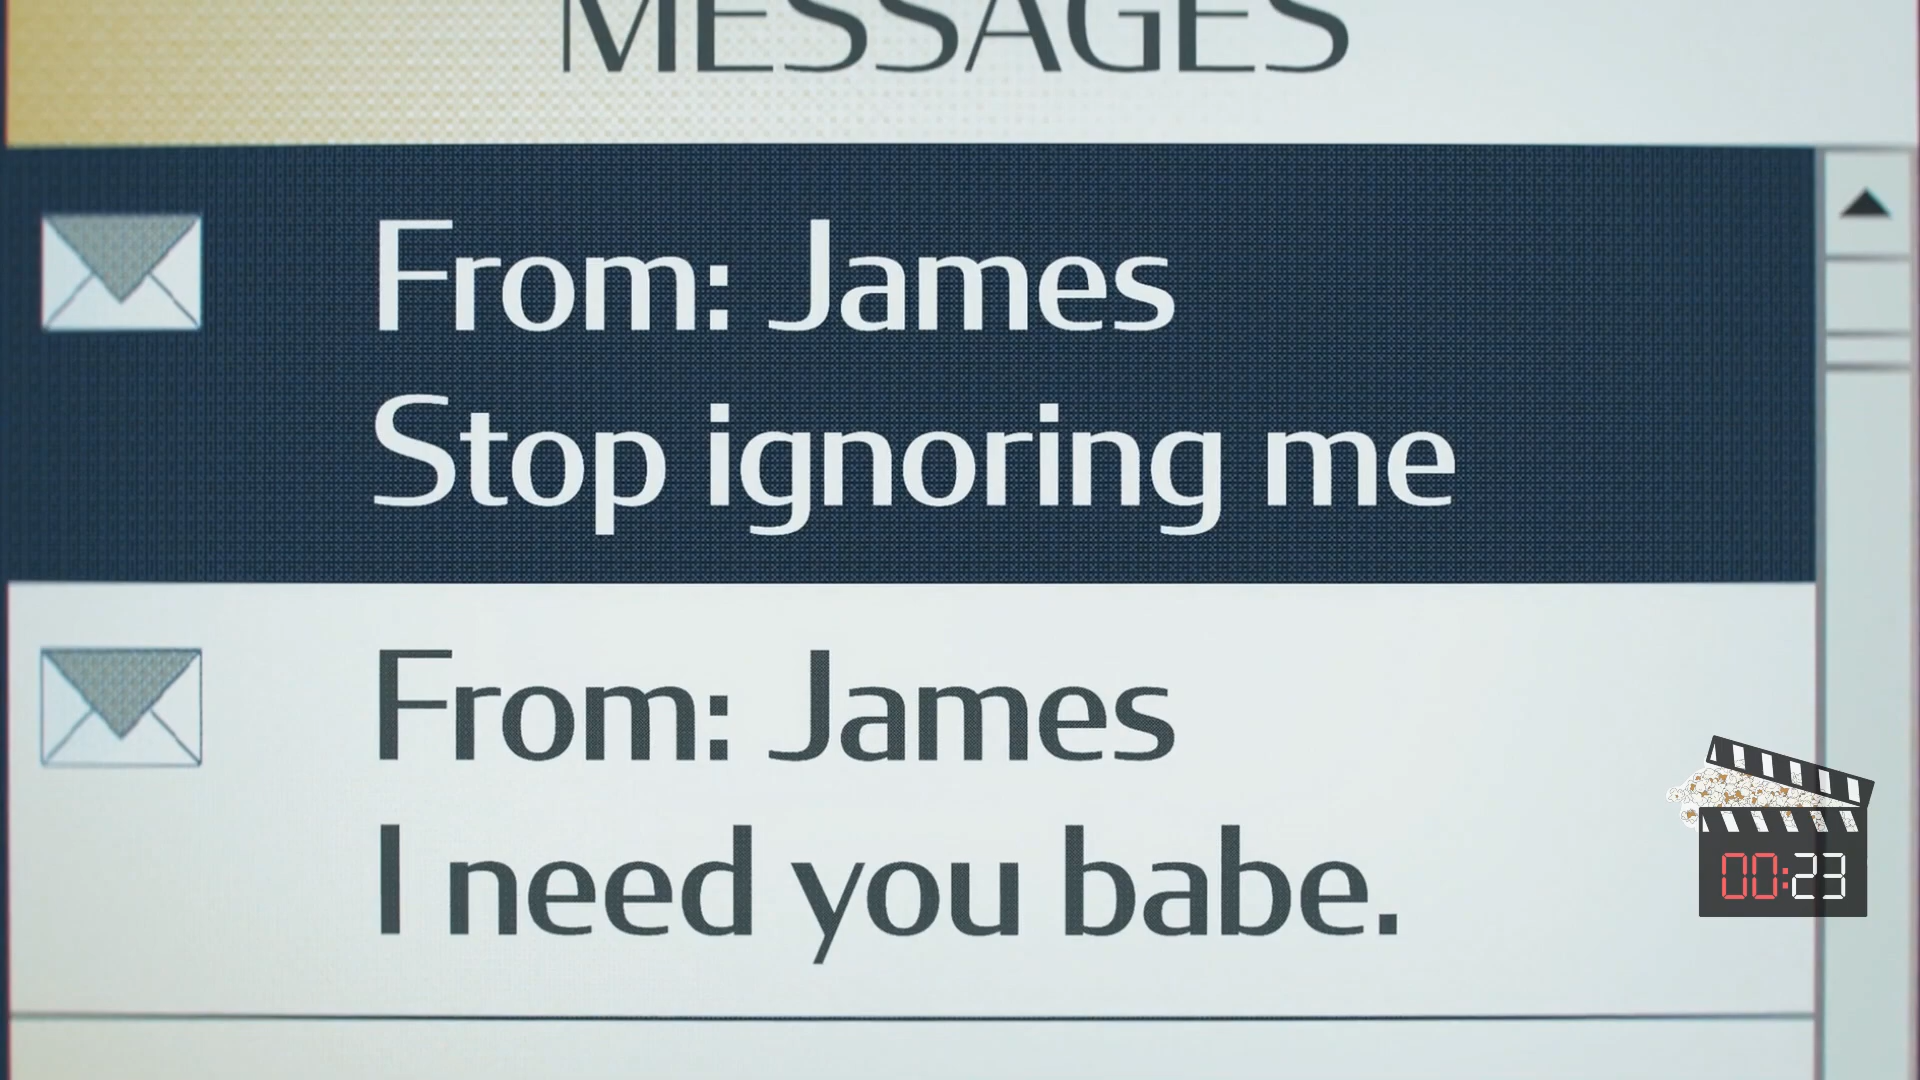 MESSAGES
From: James
Stop ignoring me
From: James
I need you babe.
00:23